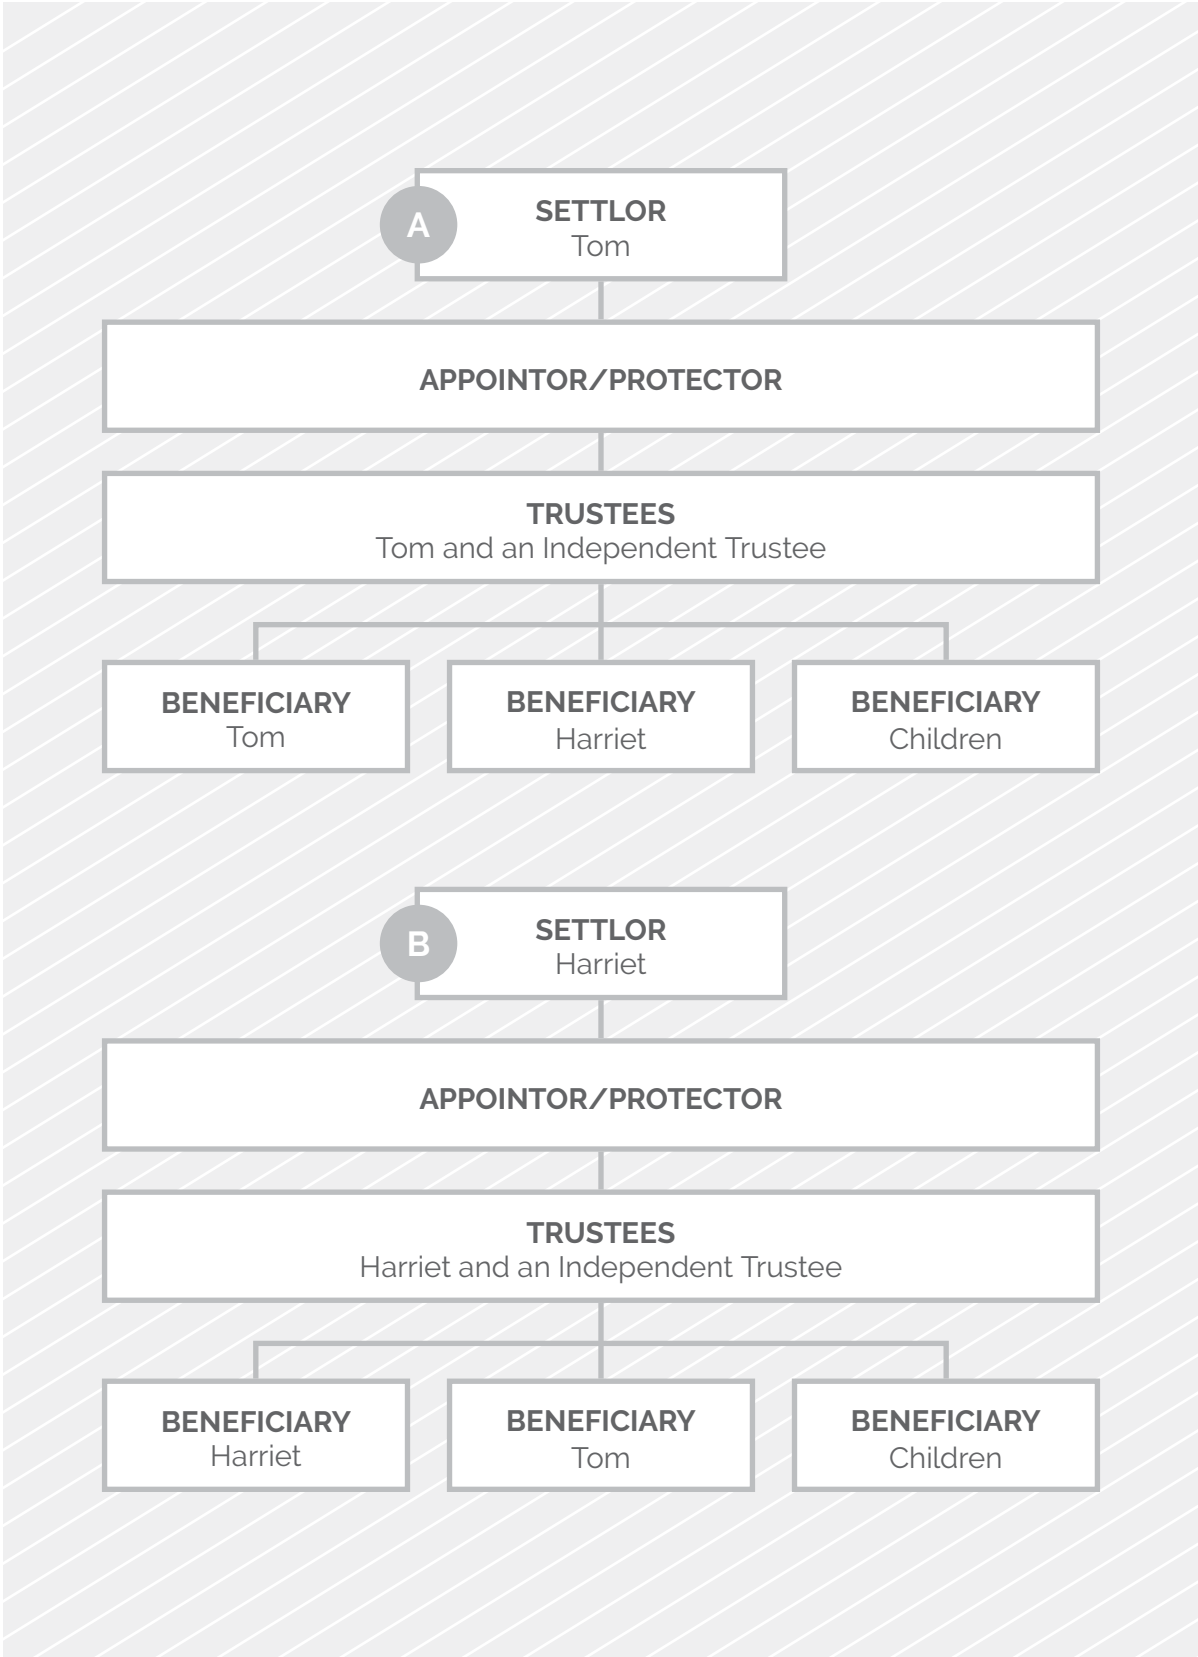 A
SETTLOR
Tom
APPOINTOR/PROTECTOR
TRUSTEES
Tom and an Independent Trustee
BENEFICIARY
Tom
BENEFICIARY
Harriet
BENEFICIARY
Children
B
SETTLOR
Harriet
APPOINTOR/PROTECTOR
TRUSTEES
Harriet and an Independent Trustee
BENEFICIARY
Harriet
BENEFICIARY
Tom
BENEFICIARY
Children